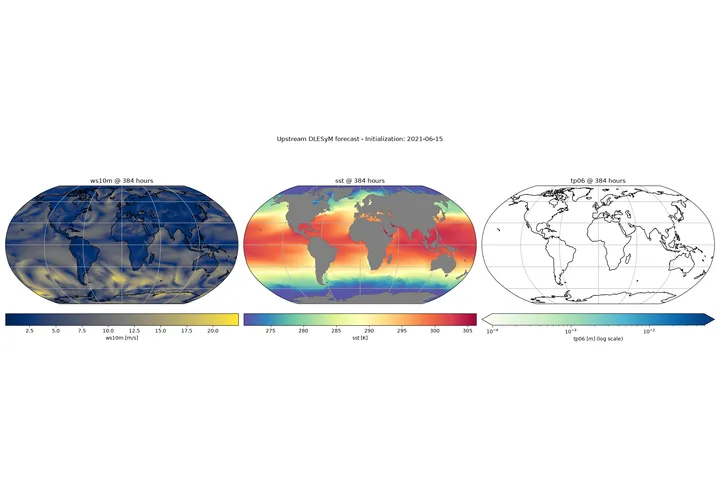 Upstream DLESyM forecast - Initialization: 2021-06-15
ws10m @ 384 hours
sst @ 384 hours
tp06 @ 384 hours
2.5 5.0 7.5 10.0 12.5 15.0 17.5 20.0
ws10m [m/s]
275 280 285 290 295 300 305
sst [K]
10⁻⁴ 10⁻³ 10⁻²
tp06 [m] (log scale)